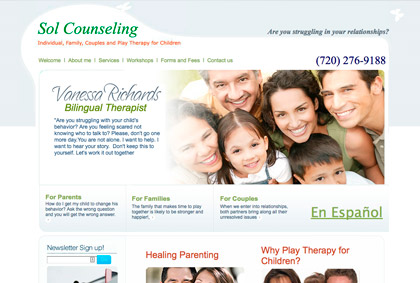 Sol Counseling
Are you struggling in your relationships?
Individual, Family, Couples and Play Therapy for Children
Welcome | About me | Services | Workshops | Forms and Fees | Contact us
(720) 276-9188
Vanessa Richards
Bilingual Therapist
"Are you struggling with your child's
behavior? Are you feeling scared not
knowing who to talk to? Please, don't go one
more day.You are not alone. I want to help. I
want to hear your story. Don't keep this to
yourself. Let's work it out together
For Parents
How do I get my child to change his
behavior? Ask the wrong question
and you will get the wrong answer
For Families
The family that makes time to play
together is likely to be stronger and
happier
For Couples
When we enter into relationships,
both partners bring along all their
unresolved issues
En Español
Newsletter Sign up!
Healing Parenting
Why Play Therapy for
Children?